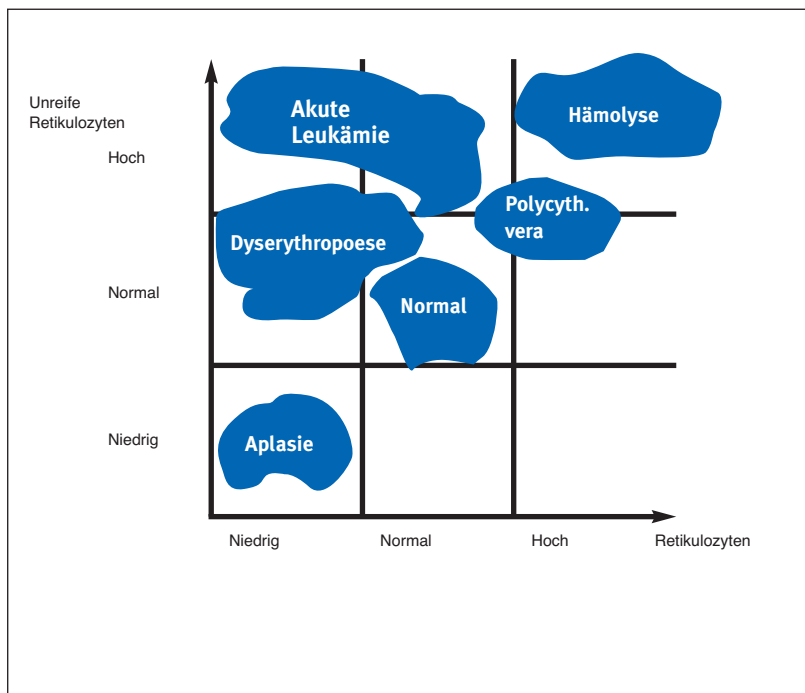 Unreife
Retikulozyten
Hoch
Normal
Niedrig
Akute
Leukämie
Hämolyse
Polycyth.
vera
Dyserythropoese
Normal
Aplasie
Niedrig
Normal
Hoch
Retikulozyten